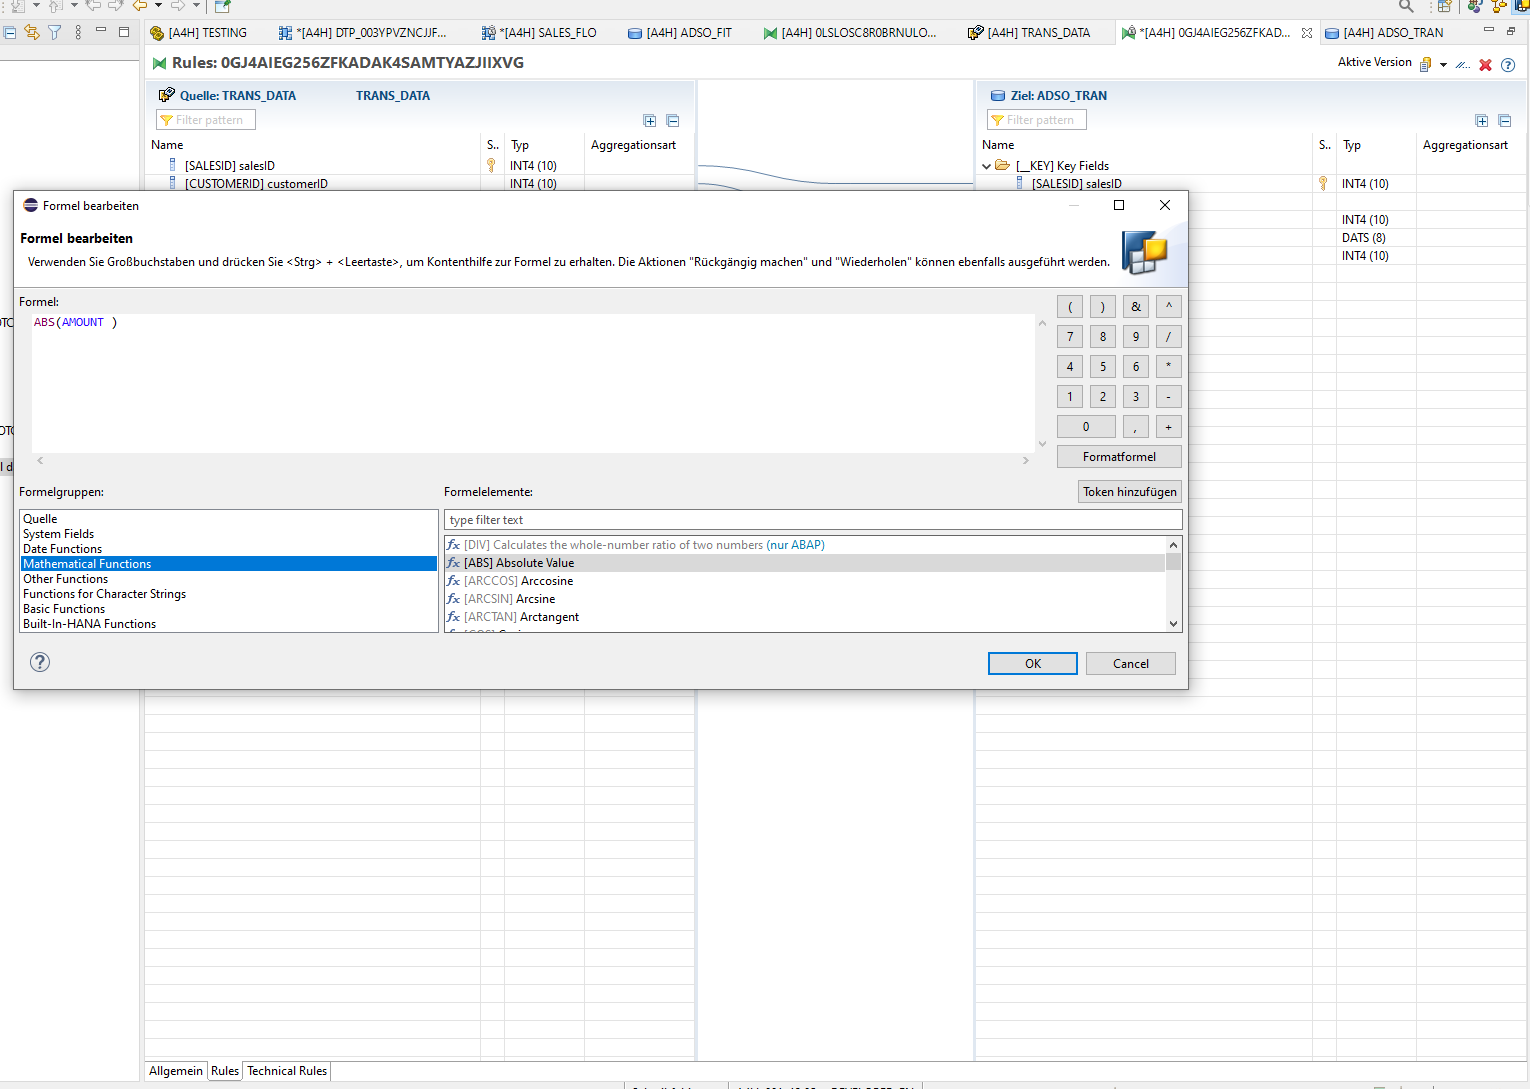 [A4H] TESTING
*[A4H] DTP_003YPVZNCJJF...
*[A4H] SALES_FLO
[A4H] ADSO_FIT
[A4H] 0LSLOSC8R0BRNULO...
[A4H] TRANS_DATA
*[A4H] 0GJ4AIEG256ZFKAD...
[A4H] ADSO_TRAN
Rules: 0GJ4AIEG256ZFKADAK4SAMTYAZJIIXVG
Aktive Version
Quelle: TRANS_DATA TRANS_DATA
Filter pattern
Name S.. Typ Aggregationsart
[SALESID] salesID INT4 (10)
[CUSTOMERID] customerID INT4 (10)
Ziel: ADSO_TRAN
Filter pattern
Name S.. Typ Aggregationsart
[__KEY] Key Fields
[SALESID] salesID INT4 (10)
INT4 (10)
DATS (8)
INT4 (10)
Formel bearbeiten
Formel bearbeiten
Verwenden Sie Großbuchstaben und drücken Sie <Strg> + <Leertaste>, um Kontenthilfe zur Formel zu erhalten. Die Aktionen "Rückgängig machen" und "Wiederholen" können ebenfalls ausgeführt werden.
Formel:
ABS(AMOUNT )
( ) & ^
7 8 9 /
4 5 6 *
1 2 3 -
0 , +
Formatformel
Formelgruppen:
Quelle
System Fields
Date Functions
Mathematical Functions
Other Functions
Functions for Character Strings
Basic Functions
Built-In-HANA Functions
Formelelemente:
Token hinzufügen
type filter text
[DIV] Calculates the whole-number ratio of two numbers (nur ABAP)
[ABS] Absolute Value
[ARCCOS] Arccosine
[ARCSIN] Arcsine
[ARCTAN] Arctangent
OK
Cancel
Allgemein Rules Technical Rules